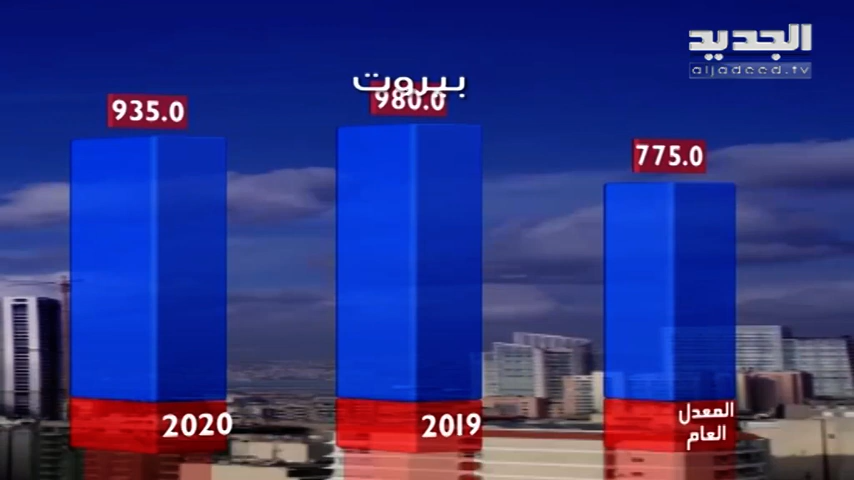 الجديد
aljadeed.tv
بيروت
935.0
980.0
775.0
2020
2019
المعدل
العام